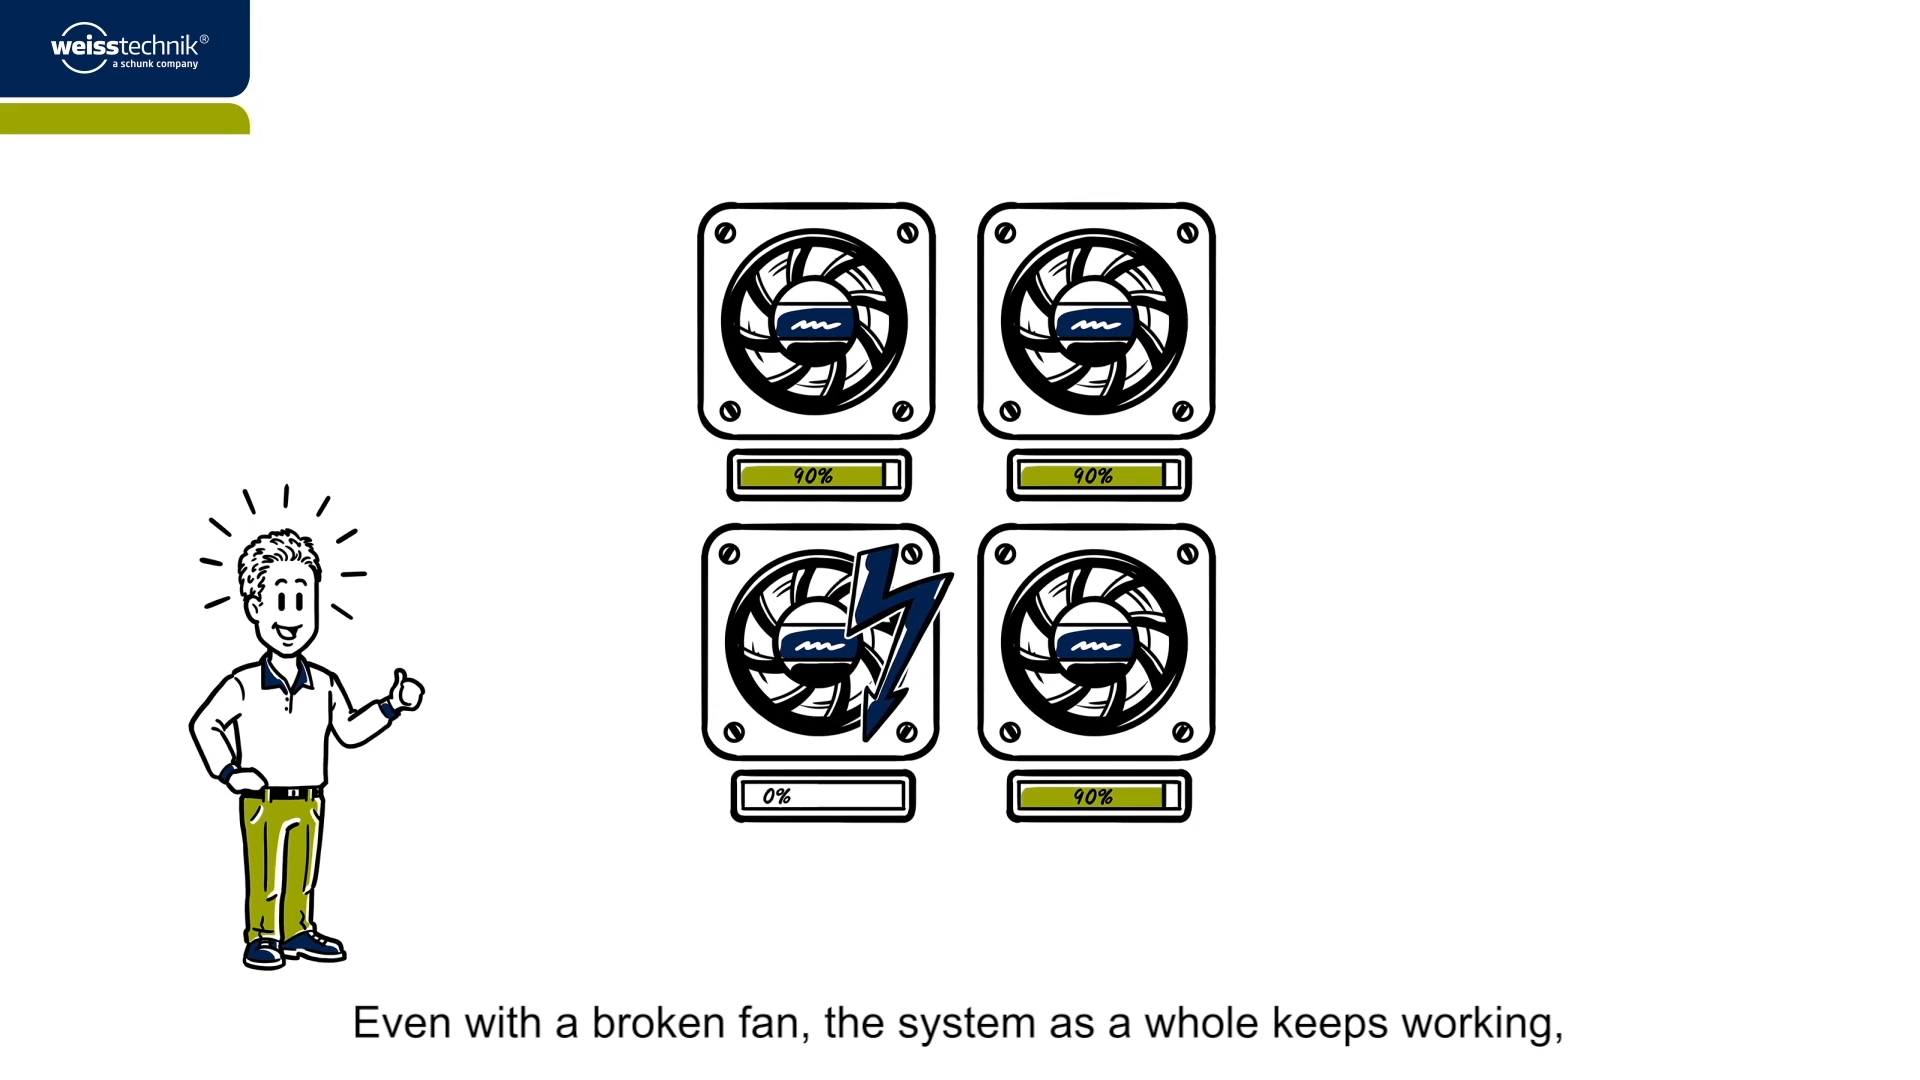 weisstechnik®
a schunk company
90%
90%
0%
90%
Even with a broken fan, the system as a whole keeps working,